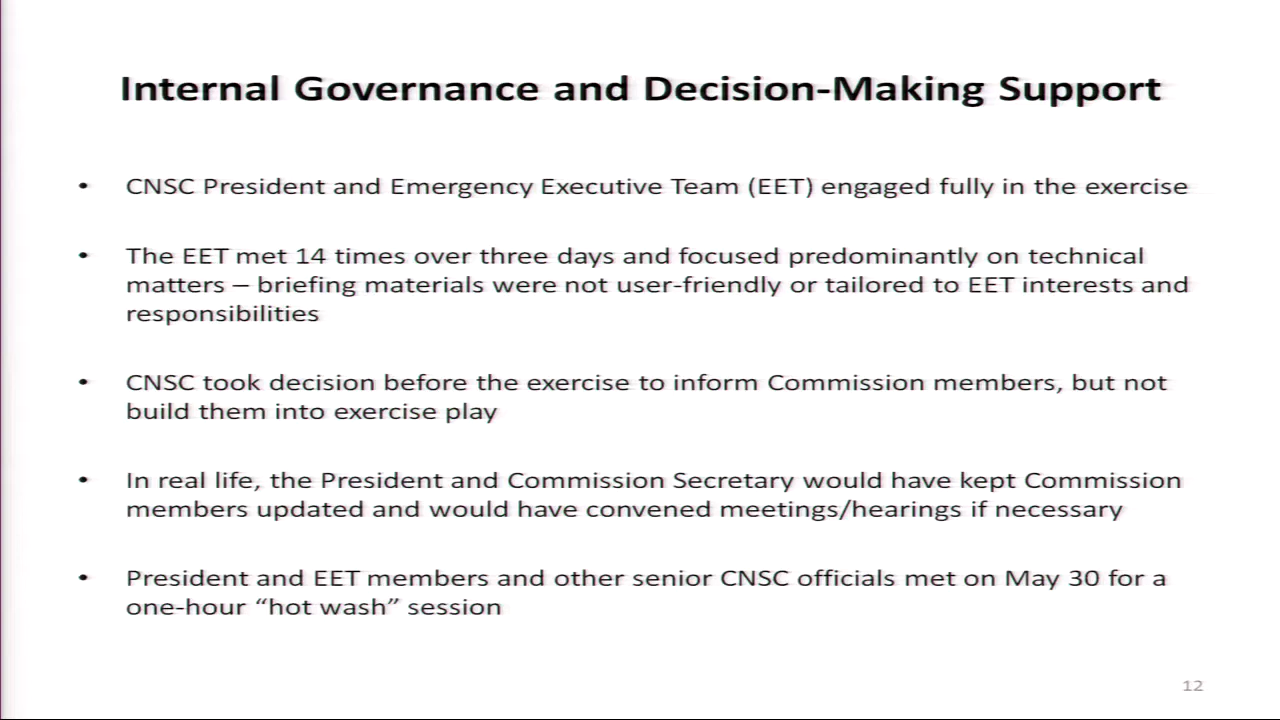 Internal Governance and Decision-Making Support
• CNSC President and Emergency Executive Team (EET) engaged fully in the exercise
• The EET met 14 times over three days and focused predominantly on technical
matters – briefing materials were not user-friendly or tailored to EET interests and
responsibilities
• CNSC took decision before the exercise to inform Commission members, but not
build them into exercise play
• In real life, the President and Commission Secretary would have kept Commission
members updated and would have convened meetings/hearings if necessary
• President and EET members and other senior CNSC officials met on May 30 for a
one-hour “hot wash” session
12